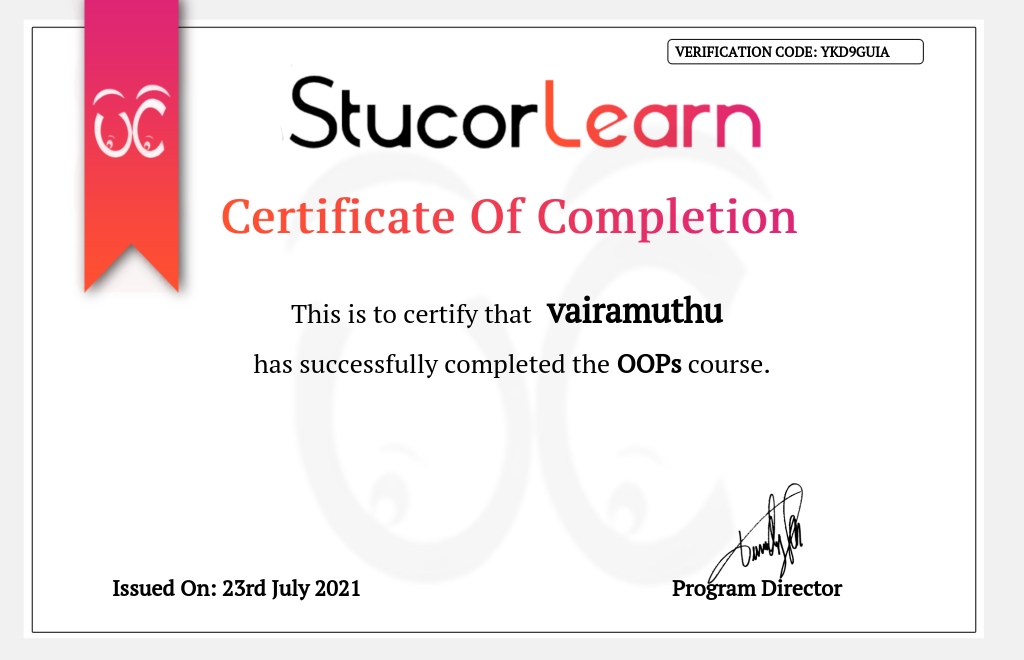 VERIFICATION CODE: YKD9GUIA
StucorLearn
Certificate Of Completion
This is to certify that vairamuthu
has successfully completed the OOPs course.
Issued On: 23rd July 2021
Program Director